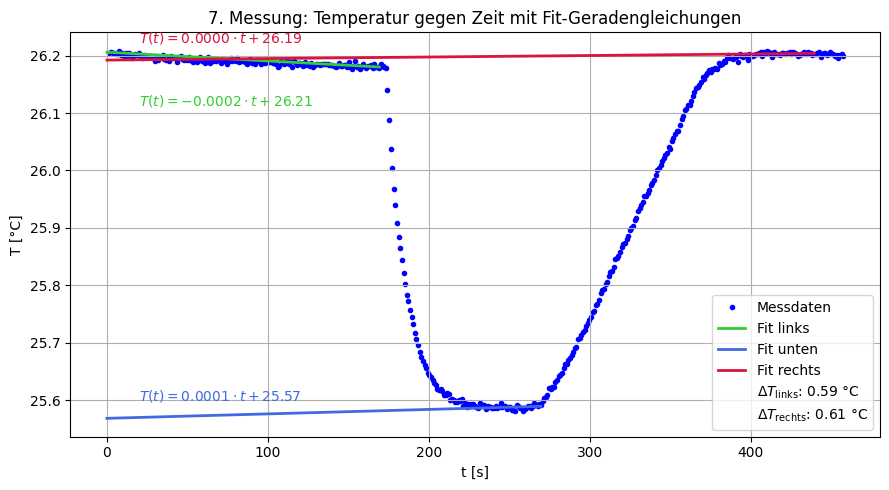 7. Messung: Temperatur gegen Zeit mit Fit-Geradengleichungen
T(t) = 0.0000 · t + 26.19
T(t) = −0.0002 · t + 26.21
T(t) = 0.0001 · t + 25.57
T [°C]
26.2
26.1
26.0
25.9
25.8
25.7
25.6
0 100 200 300 400
t [s]
Messdaten
Fit links
Fit unten
Fit rechts
ΔT_links: 0.59 °C
ΔT_rechts: 0.61 °C